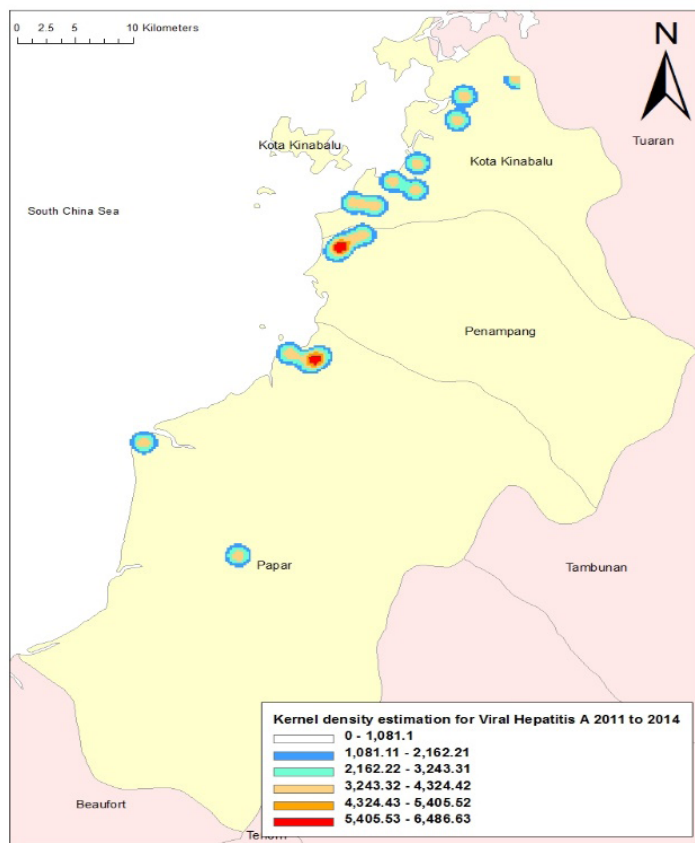 0 2.5 5 10 Kilometers
N
Tuaran
Kota Kinabalu
Kota Kinabalu
South China Sea
Penampang
Papar
Tambunan
Kernel density estimation for Viral Hepatitis A 2011 to 2014
0 - 1,081.1
1,081.11 - 2,162.21
2,162.22 - 3,243.31
3,243.32 - 4,324.42
4,324.43 - 5,405.52
5,405.53 - 6,486.63
Beaufort